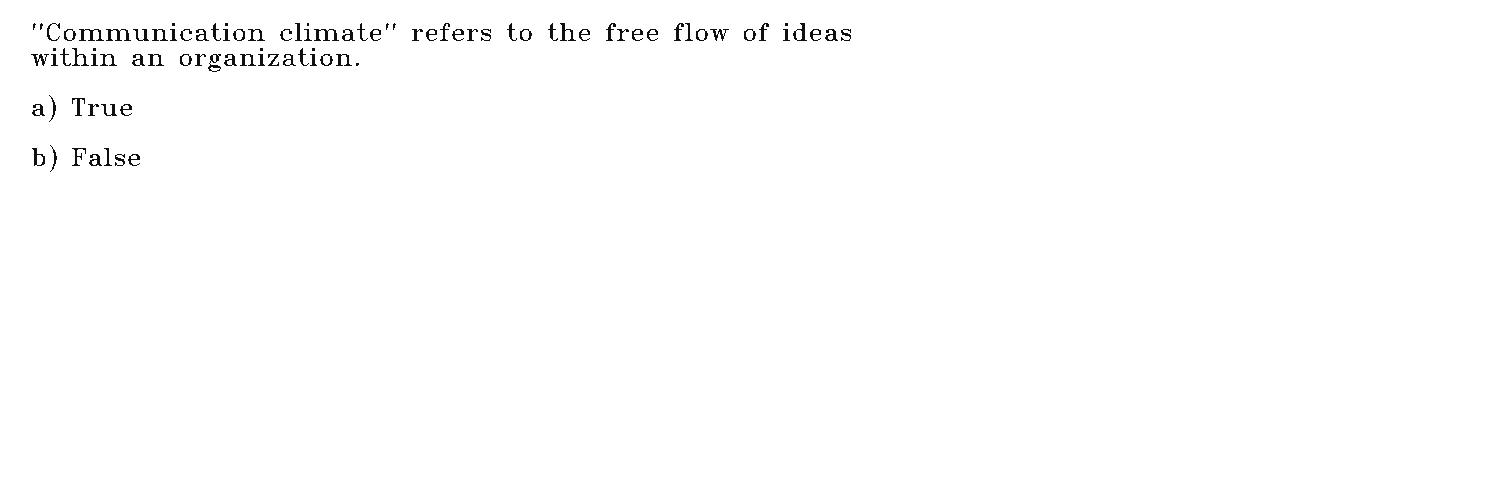 "Communication climate" refers to the free flow of ideas
within an organization.
a) True
b) False